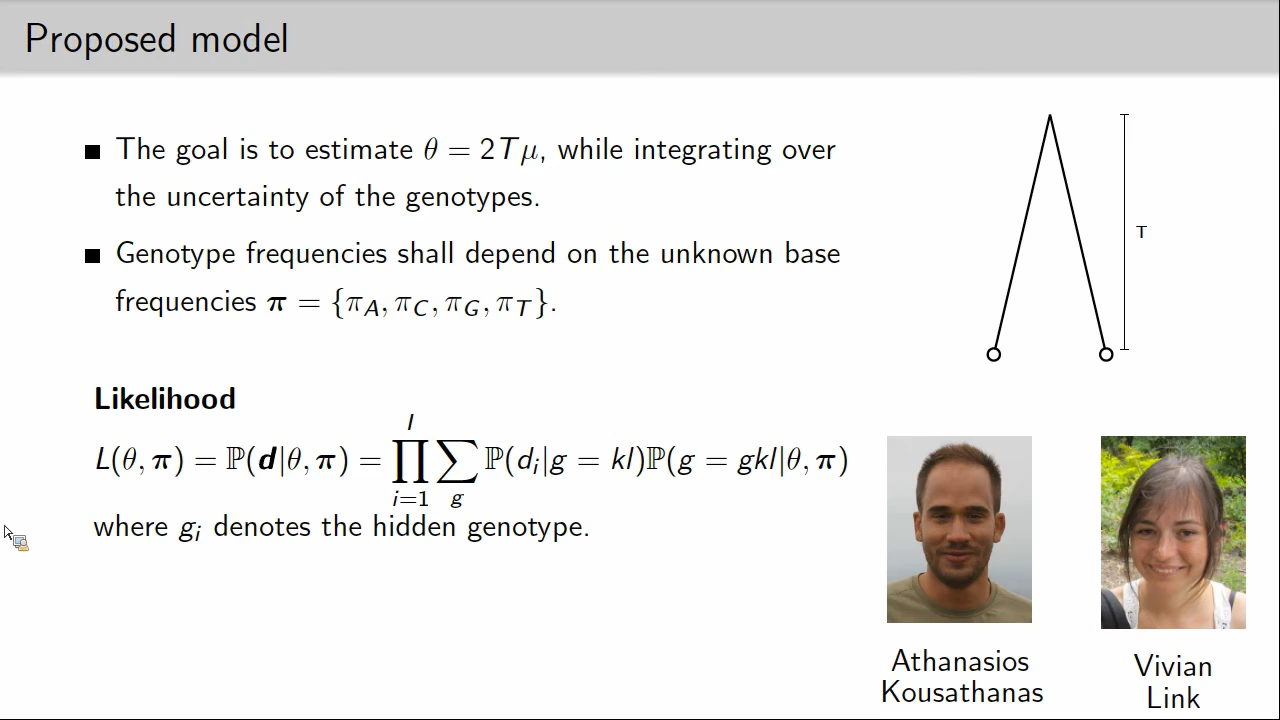 Proposed model
■ The goal is to estimate θ = 2Tμ, while integrating over
the uncertainty of the genotypes.
■ Genotype frequencies shall depend on the unknown base
frequencies π = {π_A, π_C, π_G, π_T}.
T
Likelihood
L(θ, π) = ℙ(d|θ, π) = ∏_{i=1}^{I} ∑_g ℙ(d_i|g = kl)ℙ(g = gkl|θ, π)
where g_i denotes the hidden genotype.
Athanasios
Kousathanas
Vivian
Link